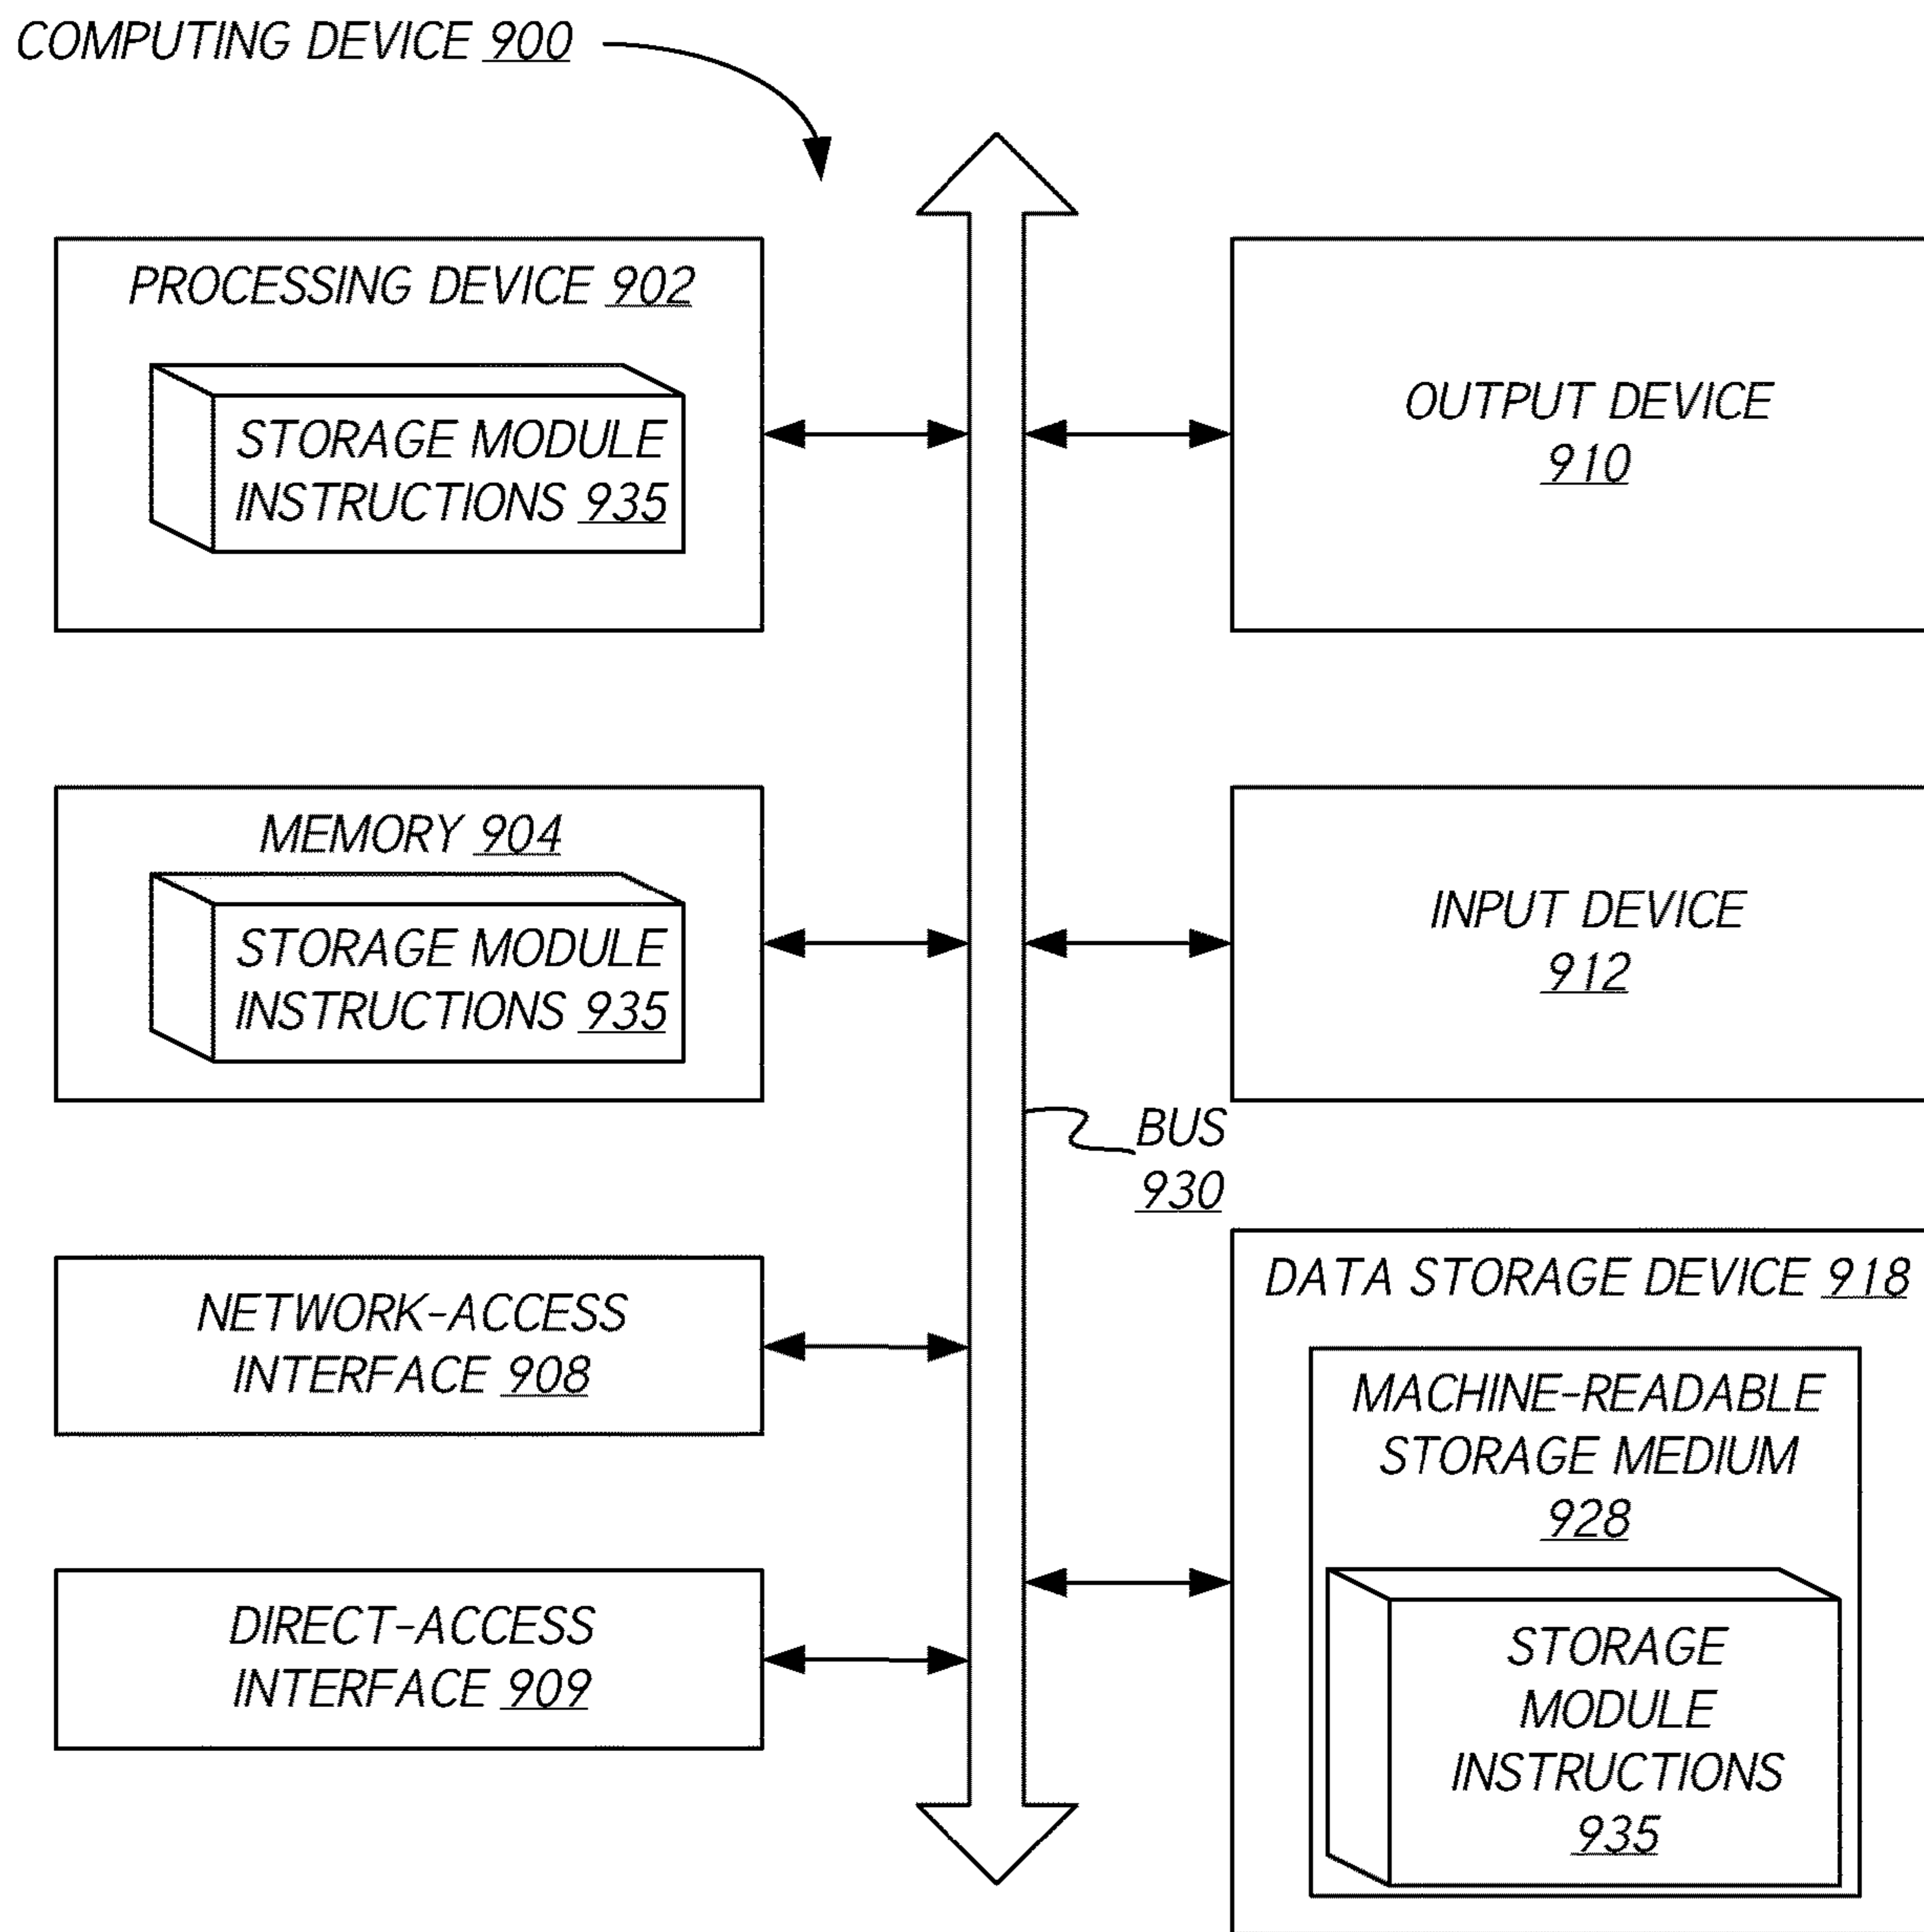 COMPUTING DEVICE 900
PROCESSING DEVICE 902
STORAGE MODULE
INSTRUCTIONS 935
OUTPUT DEVICE
910
MEMORY 904
STORAGE MODULE
INSTRUCTIONS 935
INPUT DEVICE
912
BUS
930
NETWORK-ACCESS
INTERFACE 908
DIRECT-ACCESS
INTERFACE 909
DATA STORAGE DEVICE 918
MACHINE-READABLE
STORAGE MEDIUM
928
STORAGE
MODULE
INSTRUCTIONS
935